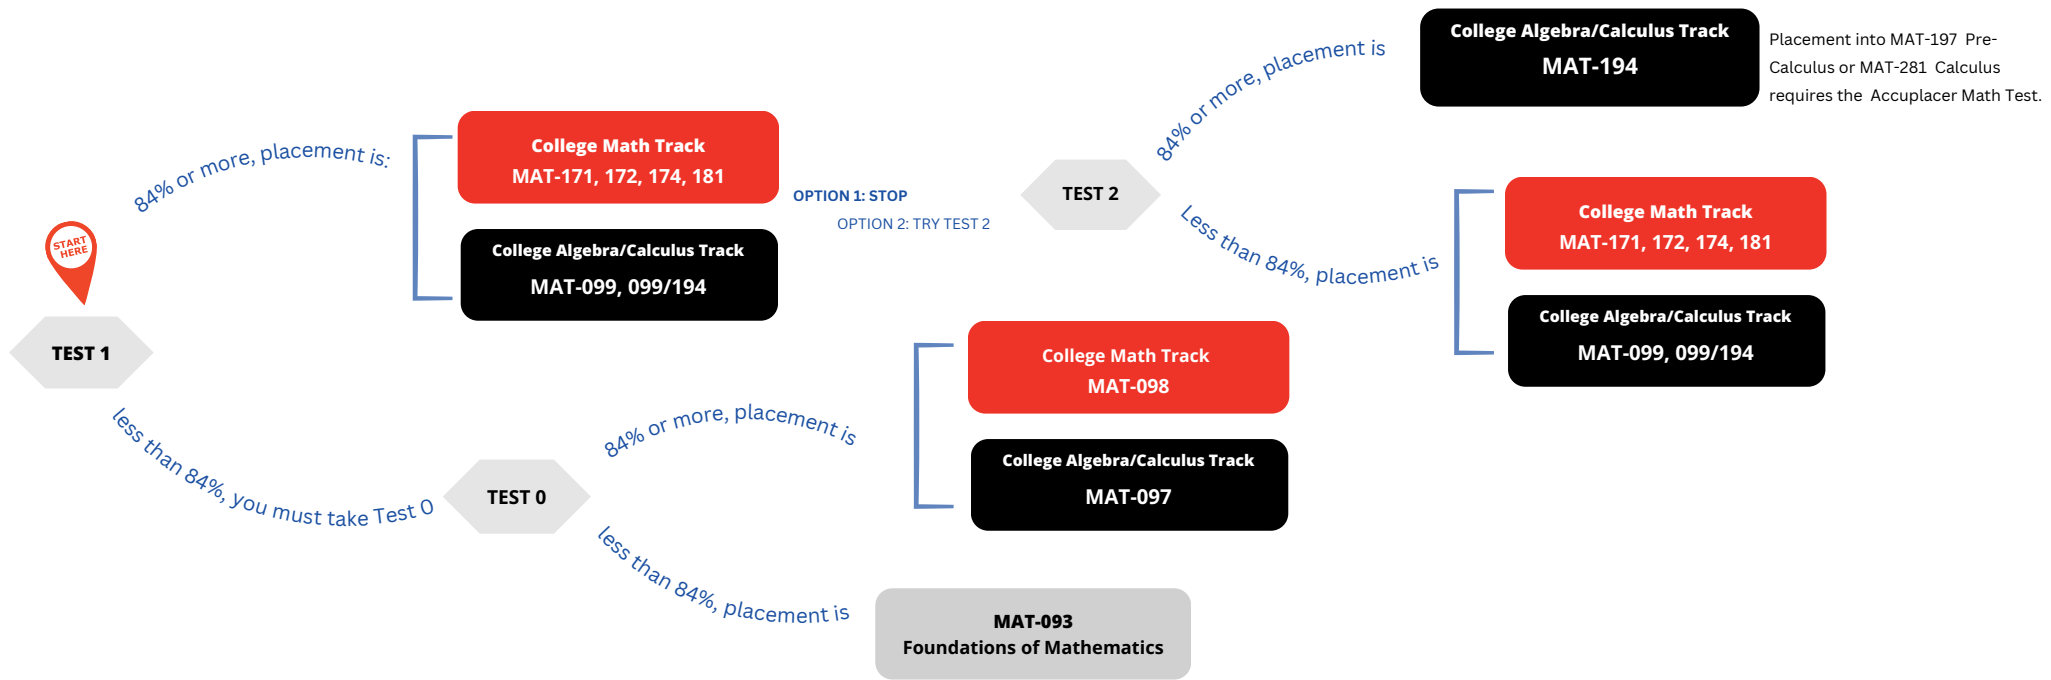 START
HERE
TEST 1
84% or more, placement is:
College Math Track
MAT-171, 172, 174, 181
College Algebra/Calculus Track
MAT-099, 099/194
OPTION 1: STOP
OPTION 2: TRY TEST 2
TEST 2
84% or more, placement is
College Algebra/Calculus Track
MAT-194
Placement into MAT-197 Pre-
Calculus or MAT-281 Calculus
requires the Accuplacer Math Test.
Less than 84%, placement is
College Math Track
MAT-171, 172, 174, 181
College Algebra/Calculus Track
MAT-099, 099/194
less than 84%, you must take Test 0
TEST 0
84% or more, placement is
College Math Track
MAT-098
College Algebra/Calculus Track
MAT-097
less than 84%, placement is
MAT-093
Foundations of Mathematics